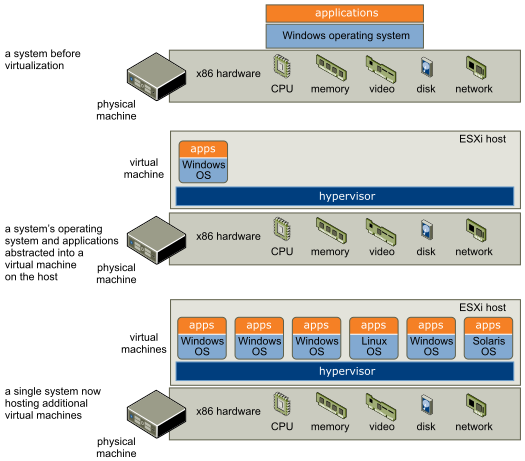 applications
Windows operating system
a system before
virtualization
x86 hardware
CPU
memory
video
disk
network
physical
machine
ESXi host
virtual
machine
apps
Windows
OS
hypervisor
a system's operating
system and applications
abstracted into a
virtual machine
on the host
x86 hardware
CPU
memory
video
disk
network
physical
machine
ESXi host
virtual
machines
apps apps apps apps apps apps
Windows Windows Windows Linux Windows Solaris
OS OS OS OS OS OS
hypervisor
a single system now
hosting additional
virtual machines
x86 hardware
CPU
memory
video
disk
network
physical
machine